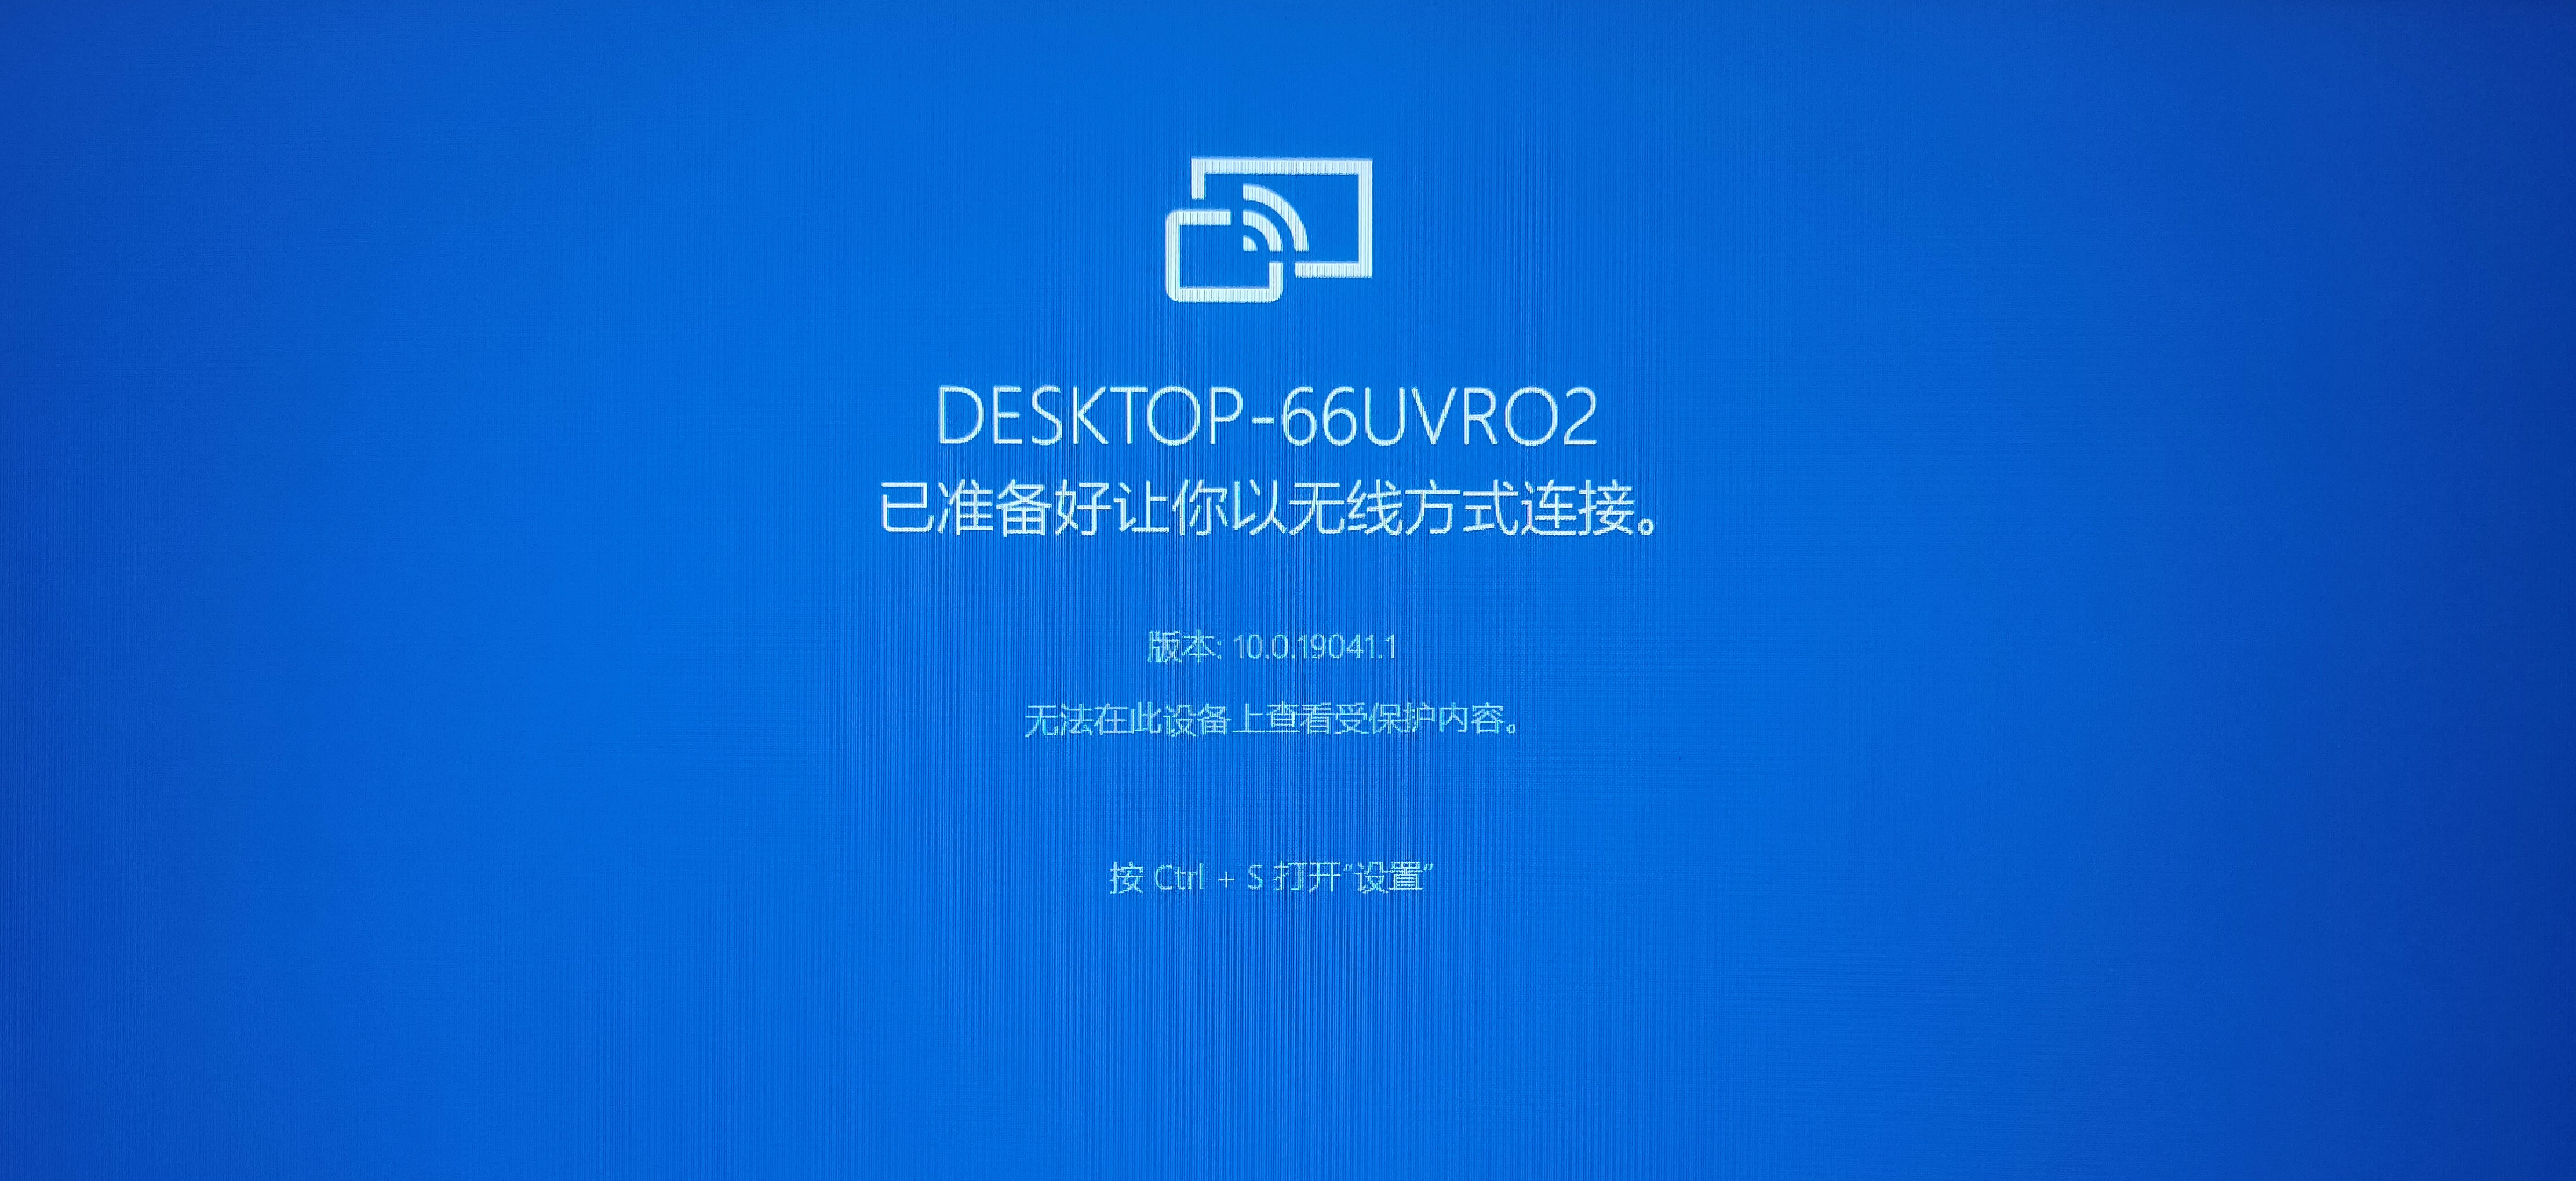 DESKTOP-66UVRO2
已准备好让你以无线方式连接。
版本: 10.0.19041.1
无法在此设备上查看受保护内容。
按 Ctrl + S 打开“设置”